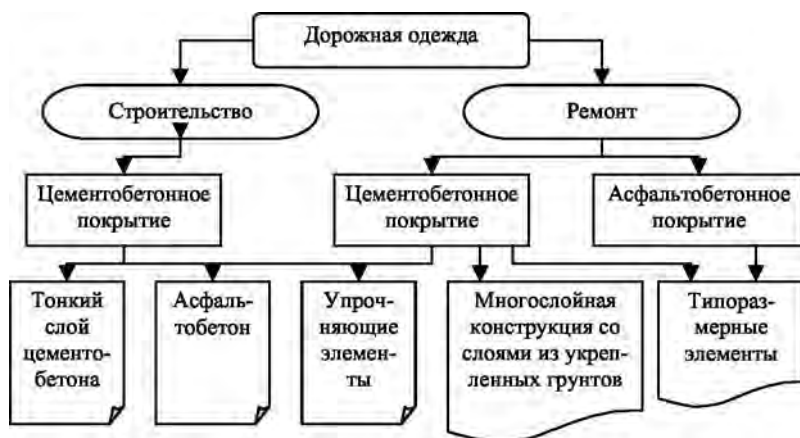 Дорожная одежда
Строительство
Ремонт
Цементобетонное
покрытие
Цементобетонное
покрытие
Асфальтобетонное
покрытие
Тонкий
слой
цементо-
бетона
Асфаль-
тобетон
Упроч-
няющие
элемен-
ты
Многослойная
конструкция со
слоями из укреп-
ленных грунтов
Типораз-
мерные
элементы